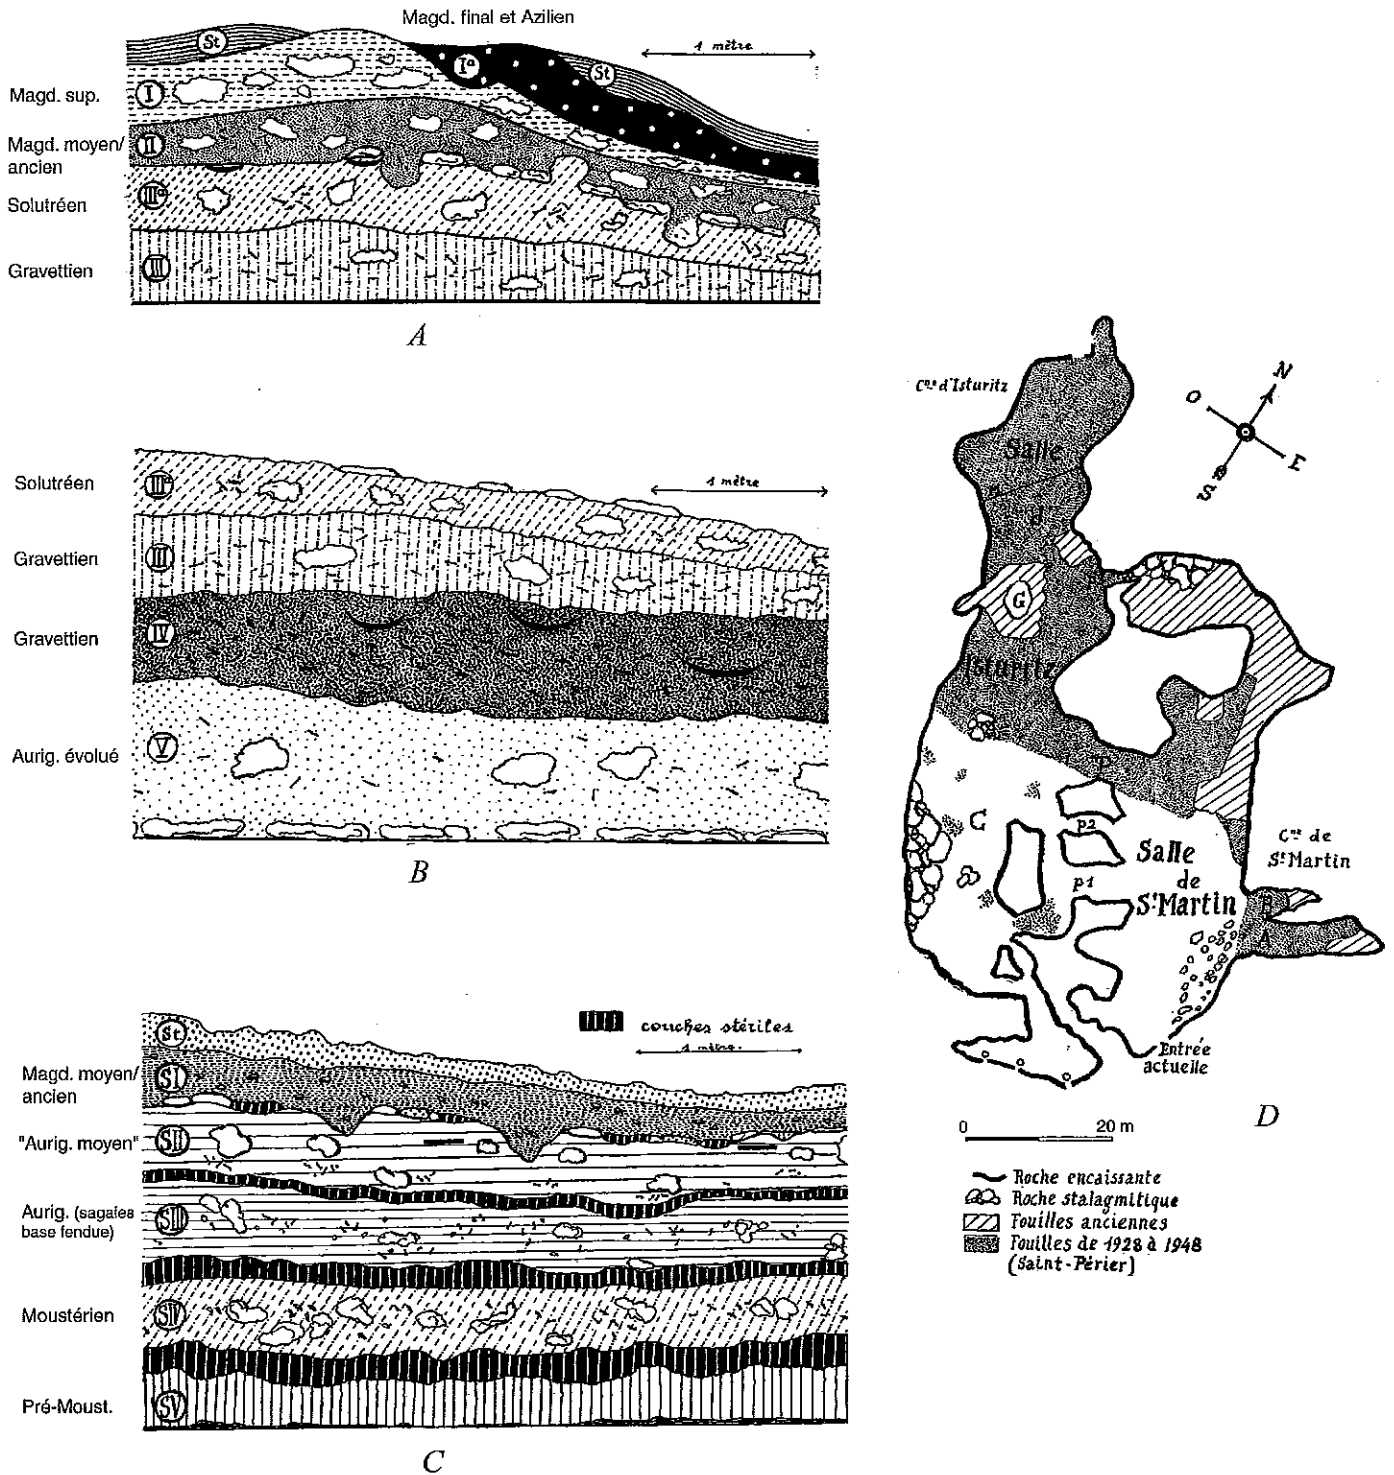 Magd. final et Azilien
St
1 mètre
Iᵃ
St
Magd. sup.
I
Magd. moyen/
ancien
II
Solutréen
IIIᵃ
Gravettien
III
A
Solutréen
IIIᵃ
1 mètre
Gravettien
III
Gravettien
IV
Aurig. évolué
V
B
St
couches stériles
1 mètre.
Magd. moyen/
ancien
SI
"Aurig. moyen"
SII
Aurig. (sagaies
base fendue)
SIII
Moustérien
SIV
Pré-Moust.
SV
C
Cⁿᵉ d'Isturitz
N
O
E
S
Salle
d'
G
Isturitz
P
C
p2
Salle
de
Sᵗ Martin
p1
Cⁿᵉ de
Sᵗ Martin
B
A
Entrée
actuelle
D
0 20 m
Roche encaissante
Roche stalagmitique
Fouilles anciennes
Fouilles de 1928 à 1948
(Saint-Périer)